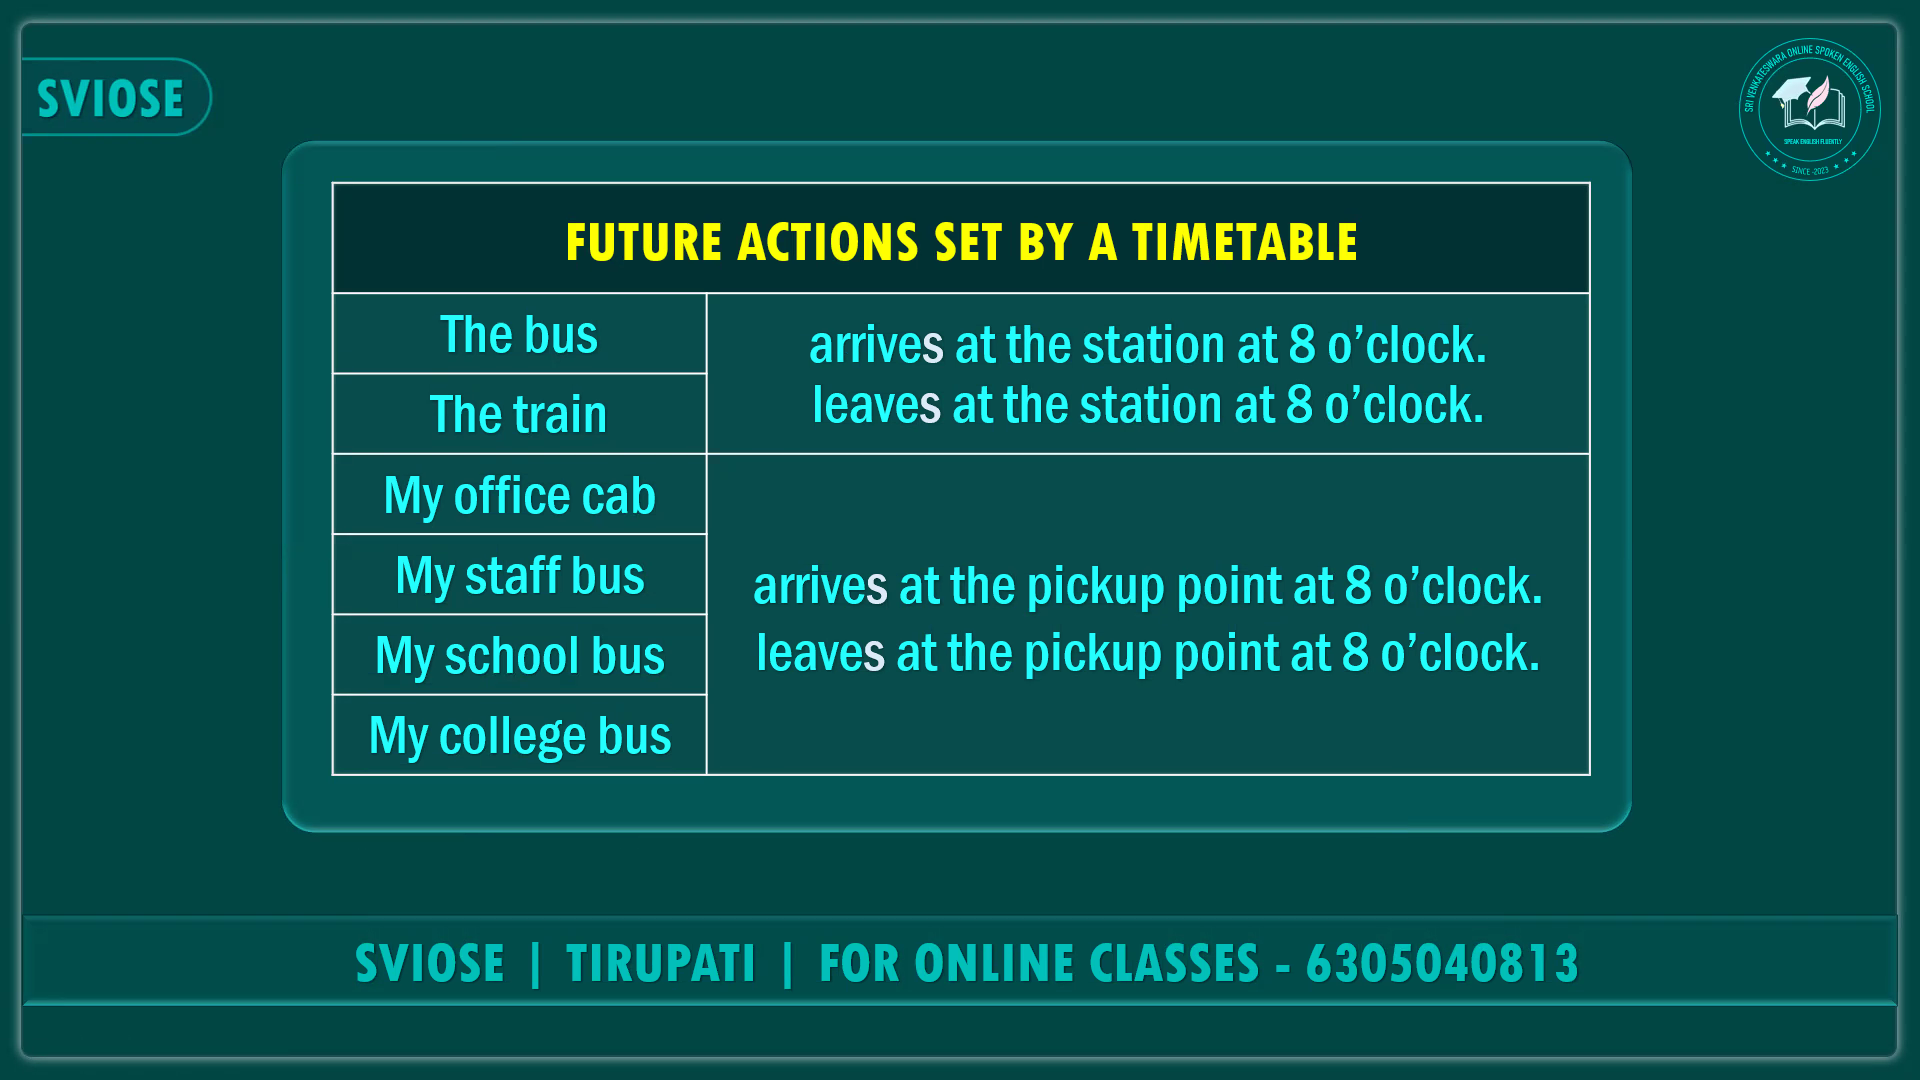 SVIOSE
SRI VENKATESWARA ONLINE SPOKEN ENGLISH SCHOOL
SPEAK ENGLISH FLUENTLY
SINCE -2023
FUTURE ACTIONS SET BY A TIMETABLE
The bus
The train
arrives at the station at 8 o’clock.
leaves at the station at 8 o’clock.
My office cab
My staff bus
My school bus
My college bus
arrives at the pickup point at 8 o’clock.
leaves at the pickup point at 8 o’clock.
SVIOSE | TIRUPATI | FOR ONLINE CLASSES - 6305040813